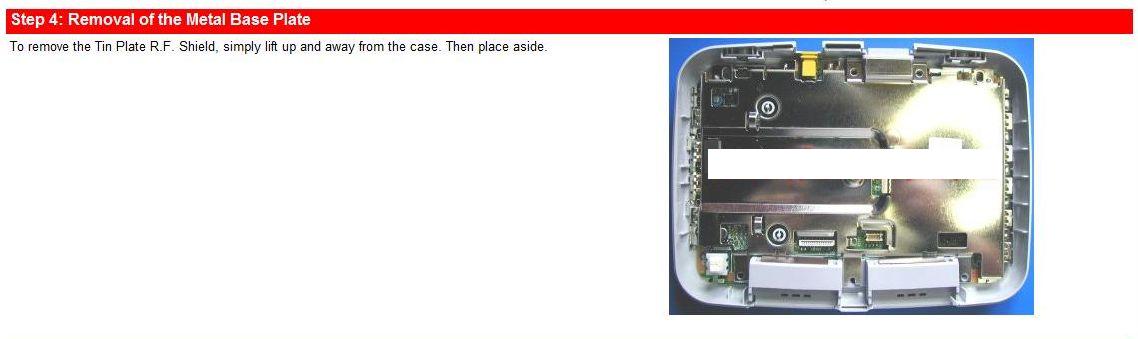 Step 4: Removal of the Metal Base Plate
To remove the Tin Plate R.F. Shield, simply lift up and away from the case. Then place aside.